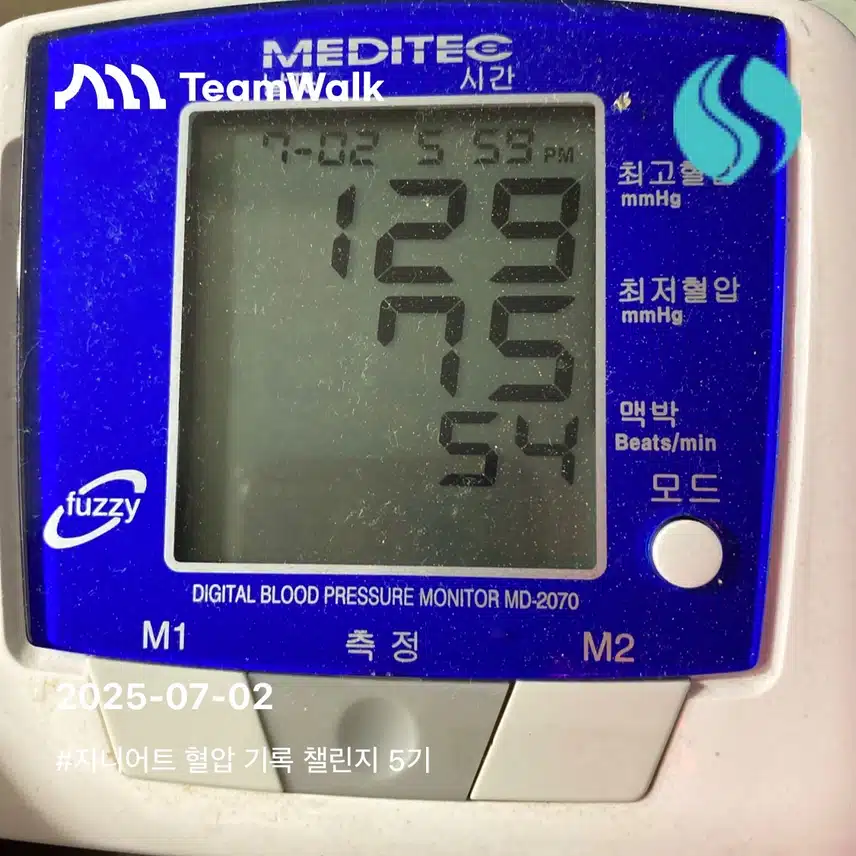 MEDITEC
TeamWalk
시간
7-02 5 59 PM
129
최고혈압
mmHg
75
최저혈압
mmHg
54
맥박
Beats/min
모드
fuzzy
DIGITAL BLOOD PRESSURE MONITOR MD-2070
M1 측정 M2
2025-07-02
#지니어트 혈압 기록 챌린지 5기